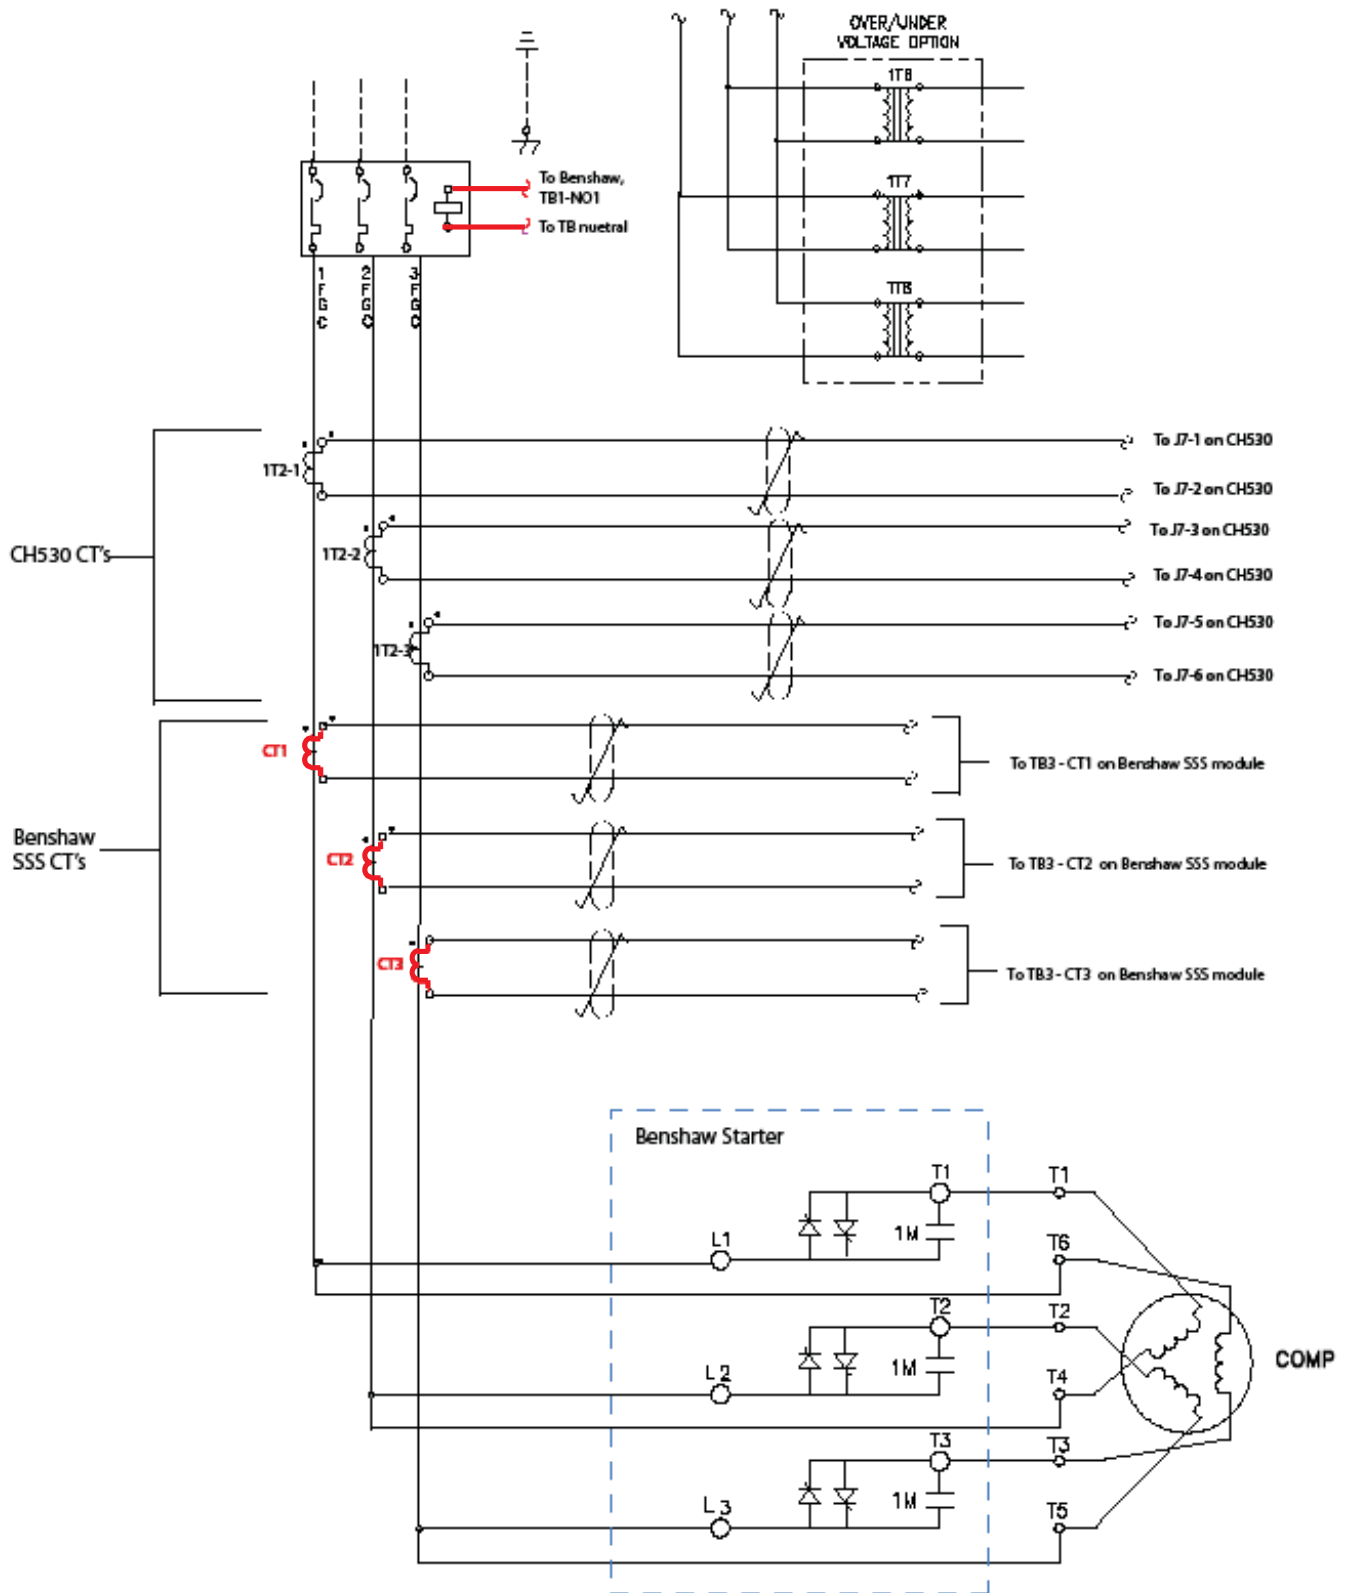 OVER/UNDER
VOLTAGE OPTION
1T8
To Benshaw,
TB1-NO1
To TB nuetral
1T7
1T6
1
F
G
C
2
F
G
C
3
F
G
C
1T2-1
To J7-1 on CH530
To J7-2 on CH530
1T2-2
To J7-3 on CH530
CH530 CT's
To J7-4 on CH530
1T2-3
To J7-5 on CH530
To J7-6 on CH530
CT1
To TB3 - CT1 on Benshaw SSS module
Benshaw
SSS CT's
CT2
To TB3 - CT2 on Benshaw SSS module
CT3
To TB3 - CT3 on Benshaw SSS module
Benshaw Starter
T1
T1
1M
L1
T6
T2
T2
1M
L2
T4
COMP
T3
T3
1M
L3
T5